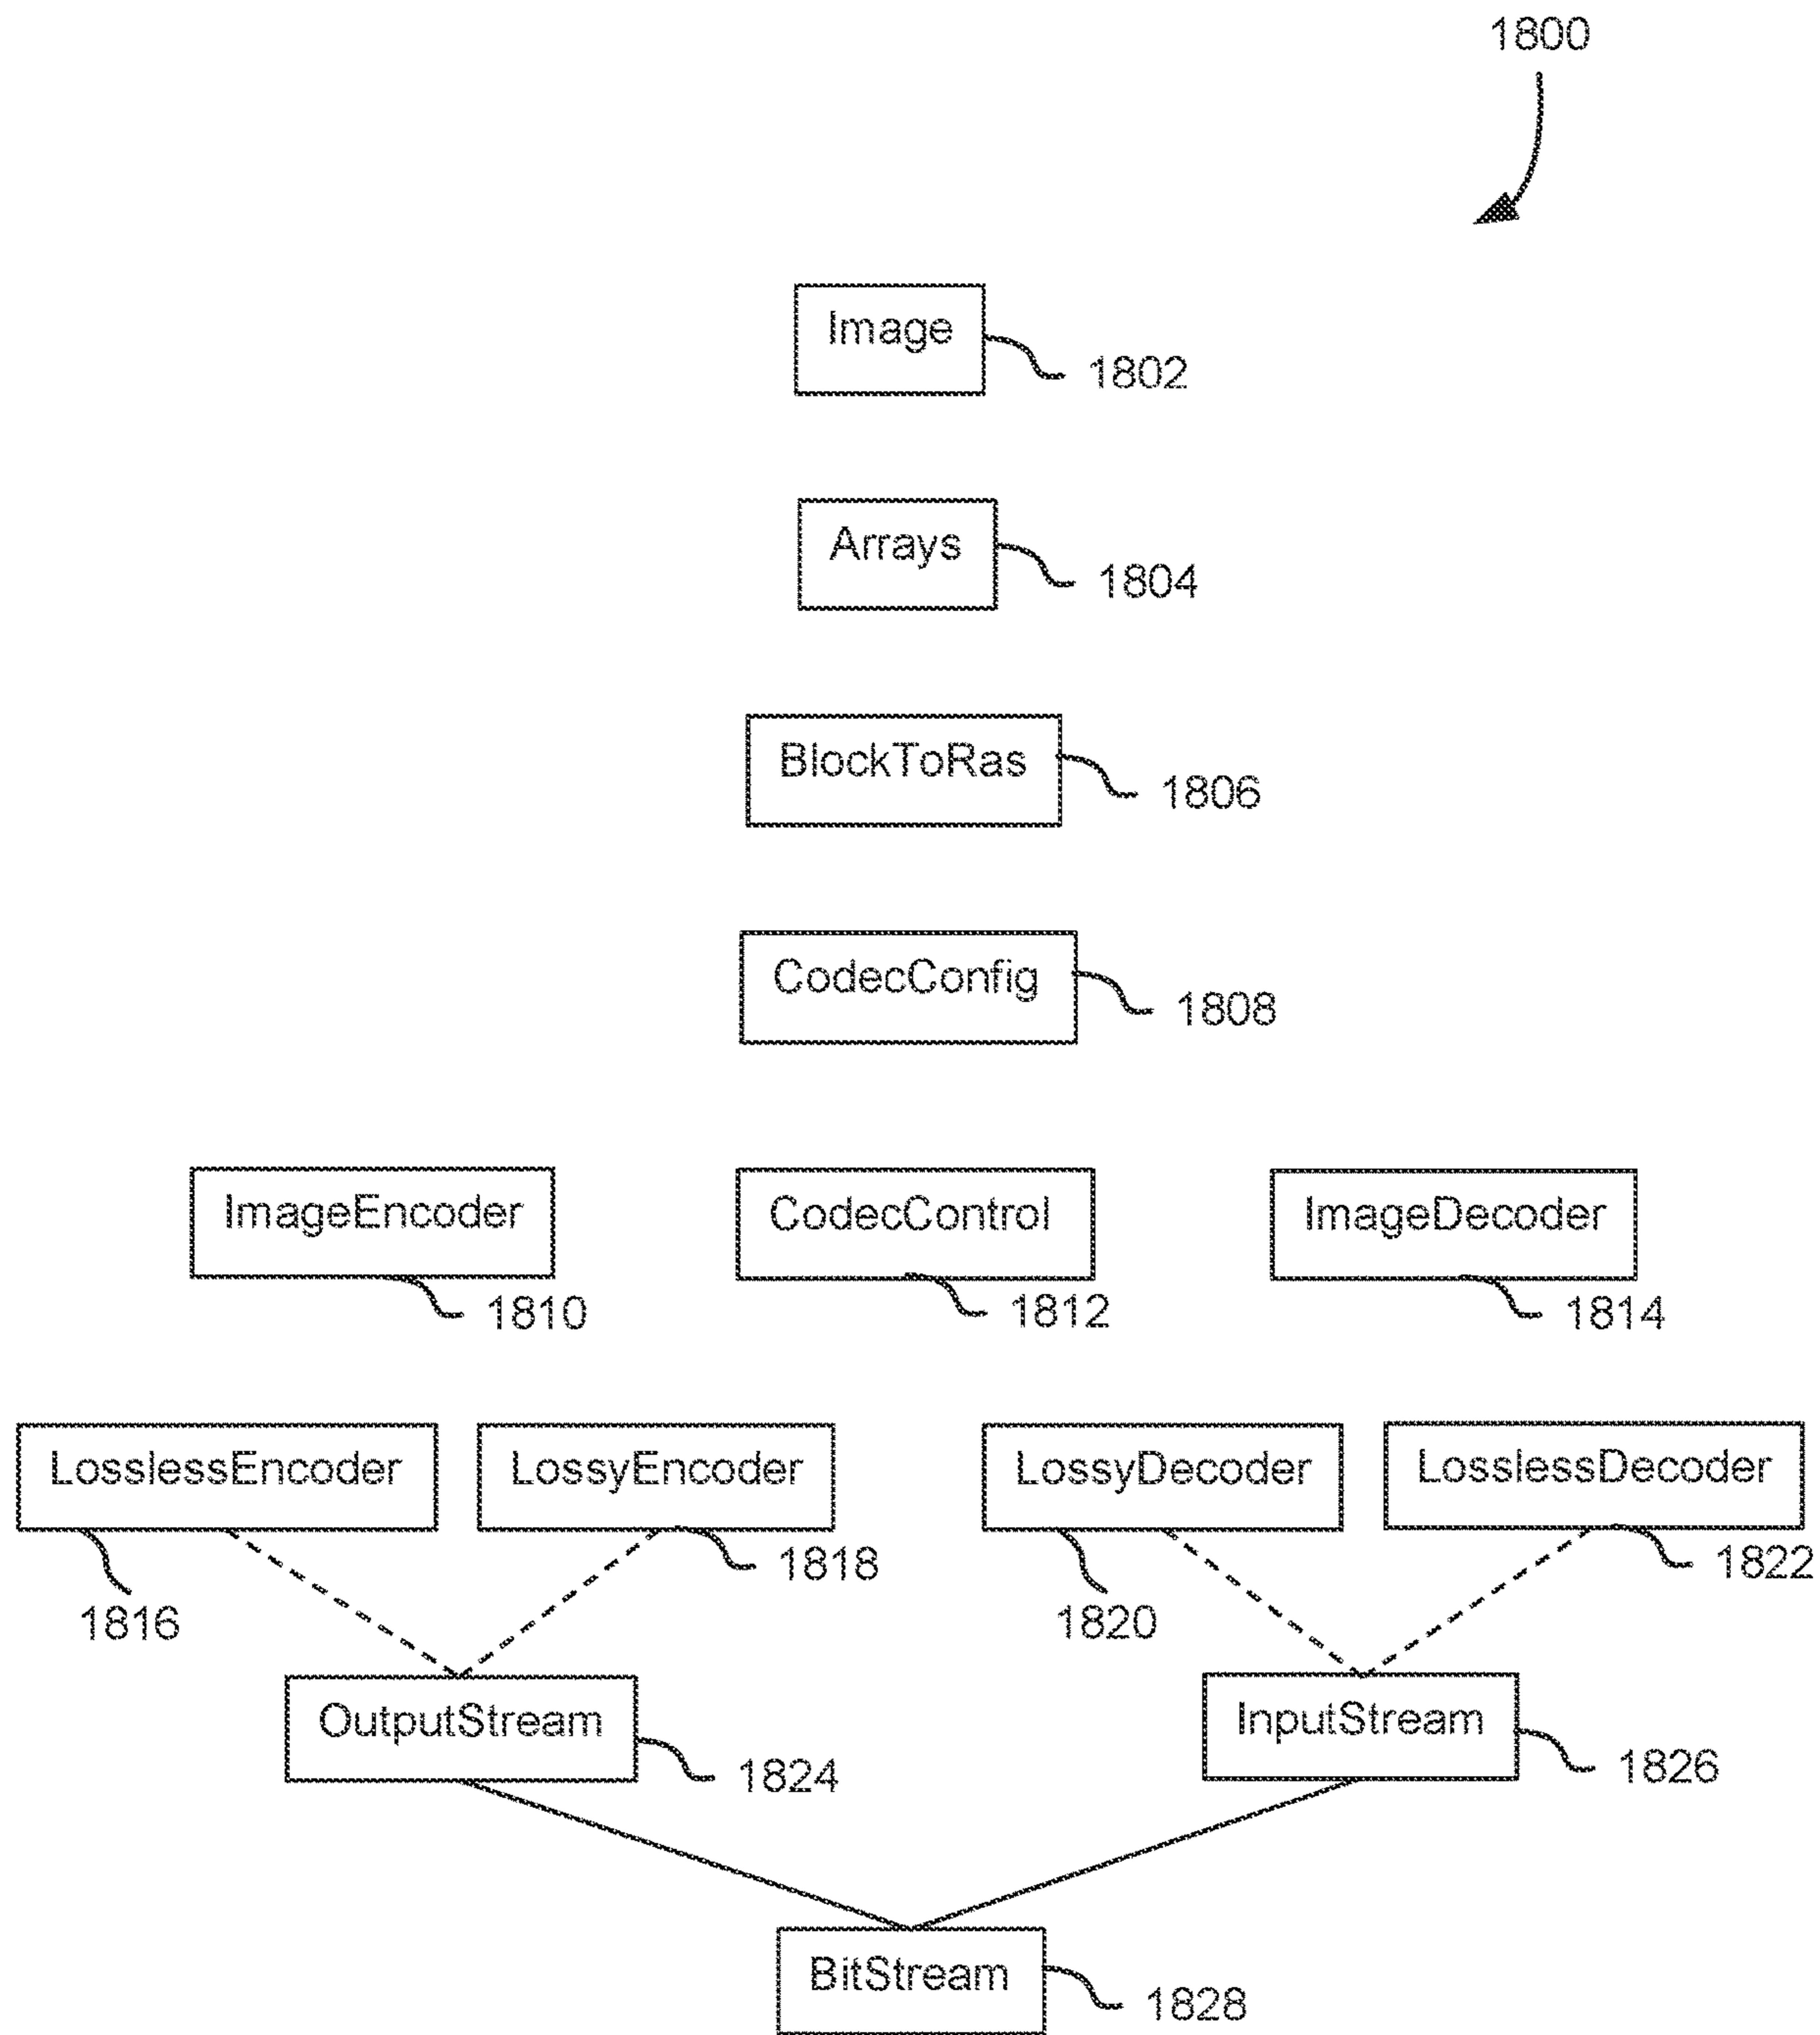 1800
Image
1802
Arrays
1804
BlockToRas
1806
CodecConfig
1808
ImageEncoder
CodecControl
ImageDecoder
1810
1812
1814
LosslessEncoder
LossyEncoder
LossyDecoder
LosslessDecoder
1816
1818
1820
1822
OutputStream
1824
InputStream
1826
BitStream
1828